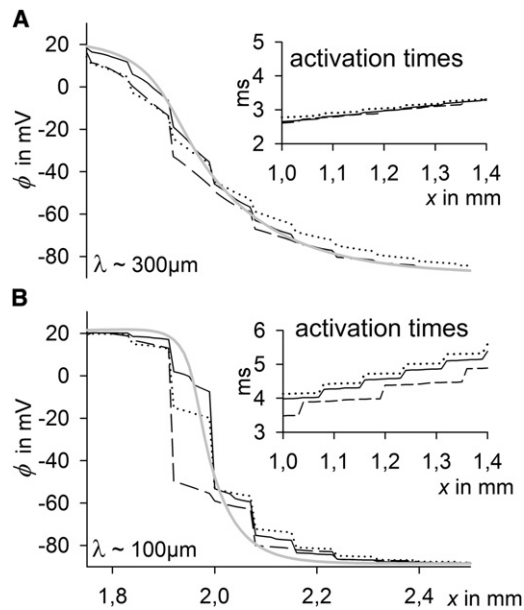 A
20
0
-20
-40
-60
-80
ϕ in mV
λ ~ 300µm
activation times
5
4
3
2
ms
1,0 1,1 1,2 1,3 1,4
x in mm
B
20
0
-20
-40
-60
-80
ϕ in mV
λ ~ 100µm
activation times
6
5
4
3
ms
1,0 1,1 1,2 1,3 1,4
x in mm
1,8 2,0 2,2 2,4 x in mm